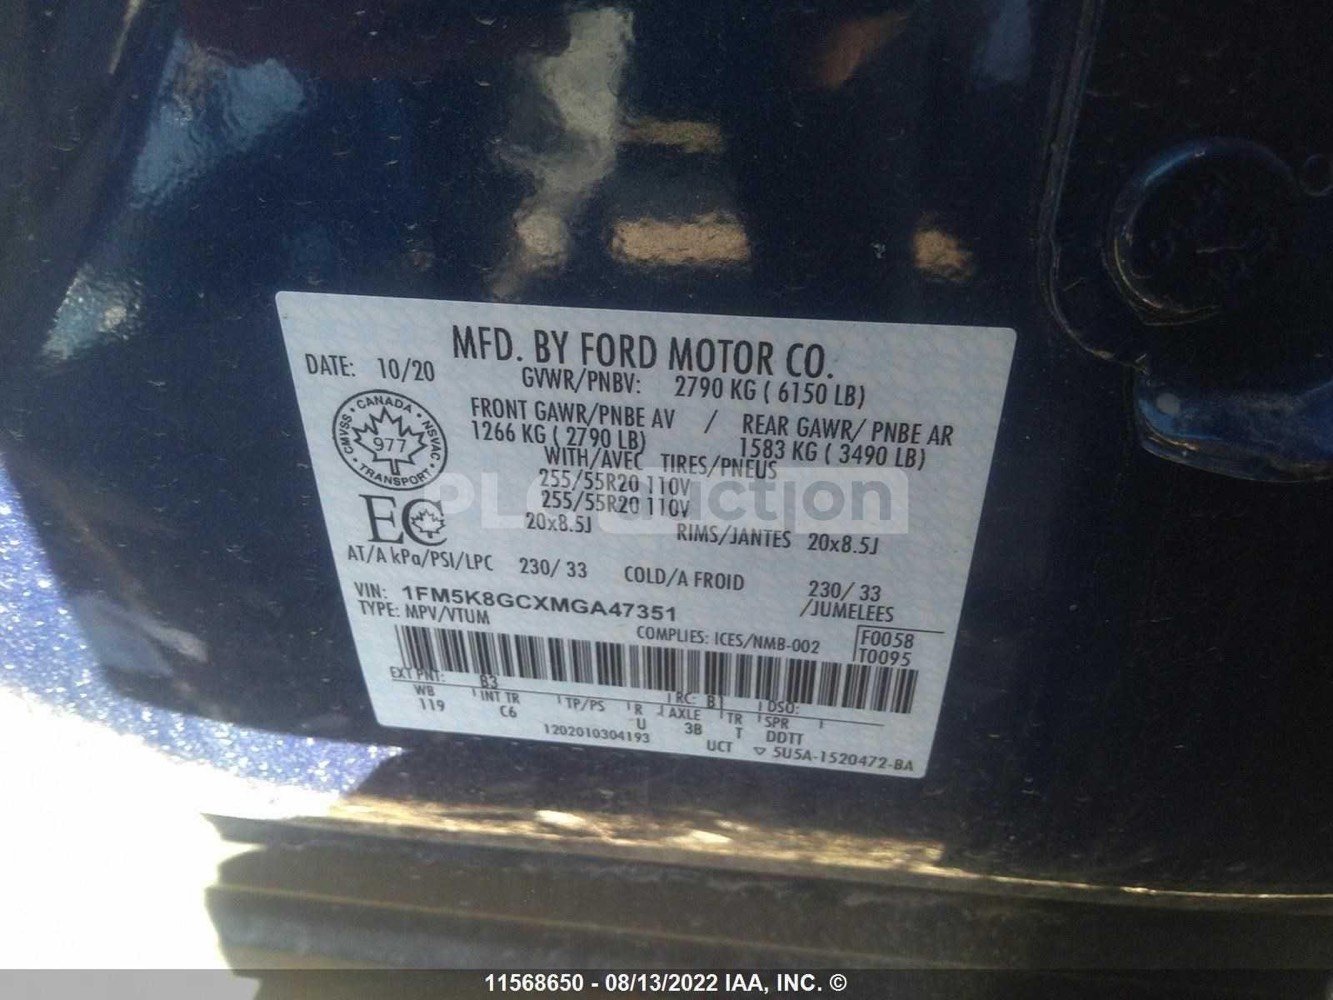 MFD. BY FORD MOTOR CO.
DATE: 10/20
GVWR/PNBV: 2790 KG ( 6150 LB)
FRONT GAWR/PNBE AV / REAR GAWR/ PNBE AR
1266 KG ( 2790 LB) 1583 KG ( 3490 LB)
WITH/AVEC TIRES/PNEUS
255/55R20 110V
255/55R20 110V
20x8.5J RIMS/JANTES 20x8.5J
CMVSS · CANADA · NSVAC · TRANSPORT
977
EC
AT/A kPa/PSI/LPC 230/ 33 COLD/A FROID 230/ 33
/JUMELEES
VIN: 1FM5K8GCXMGA47351
TYPE: MPV/VTUM
COMPLIES: ICES/NMB-002
F0058
T0095
EXT PNT: B3 RC: B1 DSO:
WB INT TR TP/PS R AXLE TR SPR
119 C6 U 3B T DDTT
1202010304193 UCT ▽ 5U5A-1520472-BA
PLC auction
11568650 - 08/13/2022 IAA, INC. ©